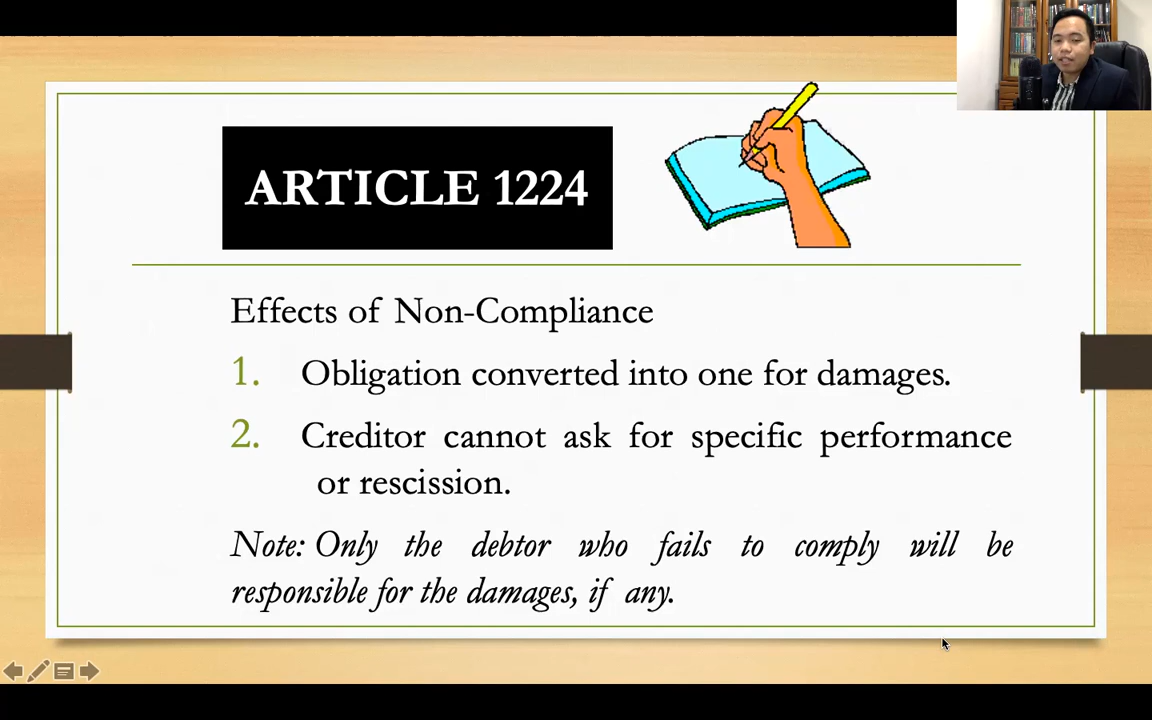 ARTICLE 1224
Effects of Non-Compliance
1. Obligation converted into one for damages.
2. Creditor cannot ask for specific performance
or rescission.
Note: Only the debtor who fails to comply will be
responsible for the damages, if any.